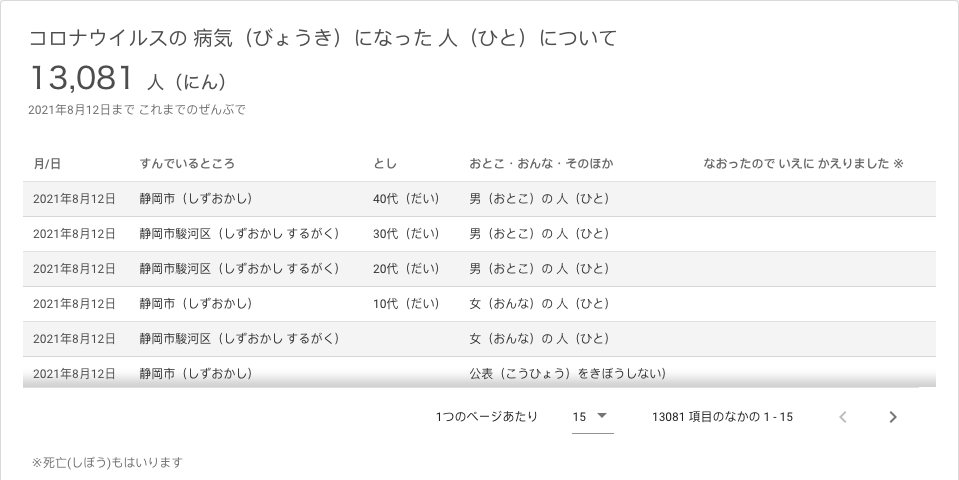 コロナウイルスの 病気（びょうき）になった 人（ひと）について
13,081 人（にん）
2021年8月12日まで これまでのぜんぶで
月/日 すんでいるところ とし おとこ・おんな・そのほか なおったので いえに かえりました ※
2021年8月12日 静岡市（しずおかし） 40代（だい） 男（おとこ）の 人（ひと）
2021年8月12日 静岡市駿河区（しずおかし するがく） 30代（だい） 男（おとこ）の 人（ひと）
2021年8月12日 静岡市駿河区（しずおかし するがく） 20代（だい） 男（おとこ）の 人（ひと）
2021年8月12日 静岡市（しずおかし） 10代（だい） 女（おんな）の 人（ひと）
2021年8月12日 静岡市駿河区（しずおかし するがく） 女（おんな）の 人（ひと）
2021年8月12日 静岡市（しずおかし） 公表（こうひょう）をきぼうしない）
1つのページあたり 15 13081 項目のなかの 1 - 15
※死亡(しぼう)もはいります